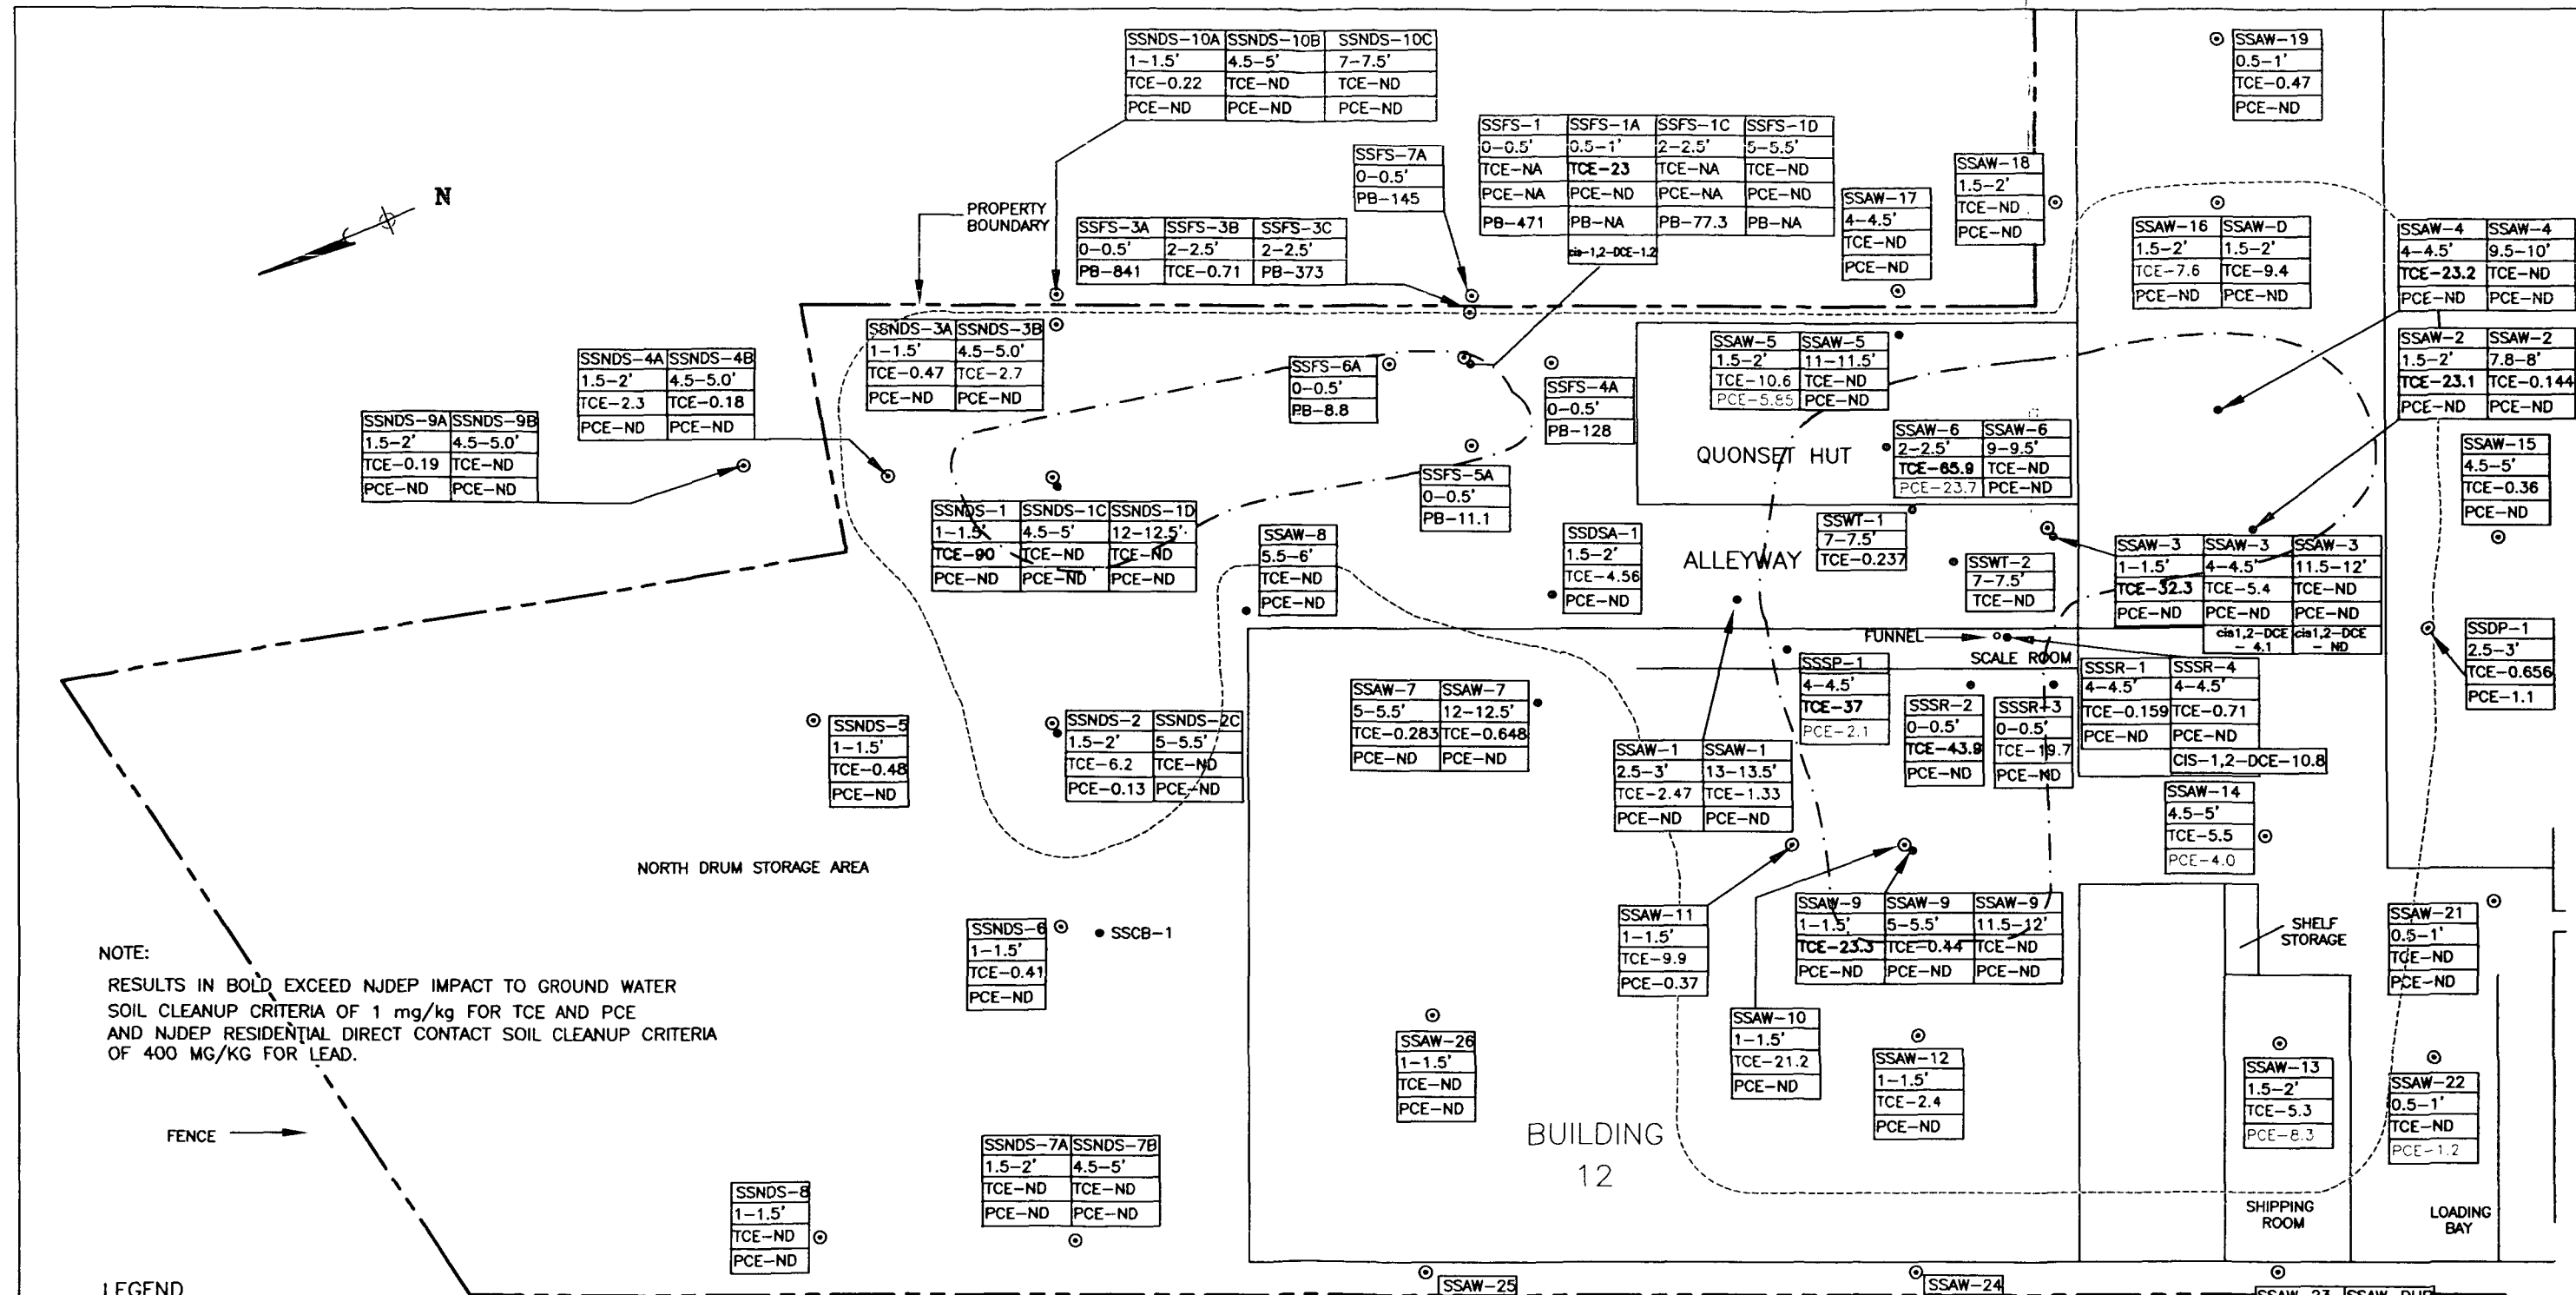 SSNDS-10A SSNDS-10B SSNDS-10C
1-1.5' 4.5-5' 7-7.5'
TCE-0.22 TCE-ND TCE-ND
PCE-ND PCE-ND PCE-ND
SSAW-19
0.5-1'
TCE-0.47
PCE-ND
SSFS-1 SSFS-1A SSFS-1C SSFS-1D
0-0.5' 0.5-1' 2-2.5' 5-5.5'
TCE-NA TCE-23 TCE-NA TCE-ND
PCE-NA PCE-ND PCE-NA PCE-ND
PB-471 PB-NA PB-77.3 PB-NA
cis-1,2-DCE-1.2
SSFS-7A
0-0.5'
PB-145
SSAW-18
1.5-2'
TCE-ND
PCE-ND
SSAW-17
4-4.5'
TCE-ND
PCE-ND
N
PROPERTY
BOUNDARY
SSFS-3A SSFS-3B SSFS-3C
0-0.5' 2-2.5' 2-2.5'
PB-841 TCE-0.71 PB-373
SSAW-16 SSAW-D
1.5-2' 1.5-2'
TCE-7.6 TCE-9.4
PCE-ND PCE-ND
SSAW-4 SSAW-4
4-4.5' 9.5-10'
TCE-23.2 TCE-ND
PCE-ND PCE-ND
SSNDS-3A SSNDS-3B
1-1.5' 4.5-5.0'
TCE-0.47 TCE-2.7
PCE-ND PCE-ND
SSNDS-4A SSNDS-4B
1.5-2' 4.5-5.0'
TCE-2.3 TCE-0.18
PCE-ND PCE-ND
SSFS-6A
0-0.5'
PB-8.8
SSFS-4A
0-0.5'
PB-128
SSAW-5 SSAW-5
1.5-2' 11-11.5'
TCE-10.6 TCE-ND
PCE-5.85 PCE-ND
SSAW-2 SSAW-2
1.5-2' 7.8-8'
TCE-23.1 TCE-0.144
PCE-ND PCE-ND
SSNDS-9A SSNDS-9B
1.5-2' 4.5-5.0'
TCE-0.19 TCE-ND
PCE-ND PCE-ND
QUONSET HUT
SSAW-6 SSAW-6
2-2.5' 9-9.5'
TCE-65.9 TCE-ND
PCE-23.7 PCE-ND
SSAW-15
4.5-5'
TCE-0.36
PCE-ND
SSFS-5A
0-0.5'
PB-11.1
SSNDS-1 SSNDS-1C SSNDS-1D
1-1.5' 4.5-5' 12-12.5'
TCE-90 TCE-ND TCE-ND
PCE-ND PCE-ND PCE-ND
SSAW-8
5.5-6'
TCE-ND
PCE-ND
SSDSA-1
1.5-2'
TCE-4.56
PCE-ND
ALLEYWAY
SSWT-1
7-7.5'
TCE-0.237
SSWT-2
7-7.5'
TCE-ND
SSAW-3 SSAW-3 SSAW-3
1-1.5' 4-4.5' 11.5-12'
TCE-32.3 TCE-5.4 TCE-ND
PCE-ND PCE-ND PCE-ND
cis1,2-DCE cis1,2-DCE
- 4.1 - ND
FUNNEL
SCALE ROOM
SSDP-1
2.5-3'
TCE-0.656
PCE-1.1
SSSP-1
4-4.5'
TCE-37
PCE-2.1
SSSR-1 SSSR-4
4-4.5' 4-4.5'
TCE-0.159 TCE-0.71
PCE-ND PCE-ND
CIS-1,2-DCE-10.8
SSAW-7 SSAW-7
5-5.5' 12-12.5'
TCE-0.283 TCE-0.648
PCE-ND PCE-ND
SSSR-2
0-0.5'
TCE-43.9
PCE-ND
SSSR-3
0-0.5'
TCE-19.7
PCE-ND
SSNDS-5
1-1.5'
TCE-0.48
PCE-ND
SSNDS-2 SSNDS-2C
1.5-2' 5-5.5'
TCE-6.2 TCE-ND
PCE-0.13 PCE-ND
SSAW-1 SSAW-1
2.5-3' 13-13.5'
TCE-2.47 TCE-1.33
PCE-ND PCE-ND
SSAW-14
4.5-5'
TCE-5.5
PCE-4.0
NORTH DRUM STORAGE AREA
SSNDS-6
1-1.5'
TCE-0.41
PCE-ND
SSCB-1
SSAW-11
1-1.5'
TCE-9.9
PCE-0.37
SSAW-9 SSAW-9 SSAW-9
1-1.5' 5-5.5' 11.5-12'
TCE-23.3 TCE-0.44 TCE-ND
PCE-ND PCE-ND PCE-ND
SHELF
STORAGE
SSAW-21
0.5-1'
TCE-ND
PCE-ND
NOTE:
RESULTS IN BOLD EXCEED NJDEP IMPACT TO GROUND WATER
SOIL CLEANUP CRITERIA OF 1 mg/kg FOR TCE AND PCE
AND NJDEP RESIDENTIAL DIRECT CONTACT SOIL CLEANUP CRITERIA
OF 400 MG/KG FOR LEAD.
SSAW-10
1-1.5'
TCE-21.2
PCE-ND
SSAW-26
1-1.5'
TCE-ND
PCE-ND
SSAW-12
1-1.5'
TCE-2.4
PCE-ND
SSAW-13
1.5-2'
TCE-5.3
PCE-8.3
SSAW-22
0.5-1'
TCE-ND
PCE-1.2
FENCE
BUILDING
12
SSNDS-7A SSNDS-7B
1.5-2' 4.5-5'
TCE-ND TCE-ND
PCE-ND PCE-ND
SSNDS-8
1-1.5'
TCE-ND
PCE-ND
SHIPPING
ROOM
LOADING
BAY
LEGEND
SSAW-25
SSAW-24
SSAW-23 SSAW-DUP